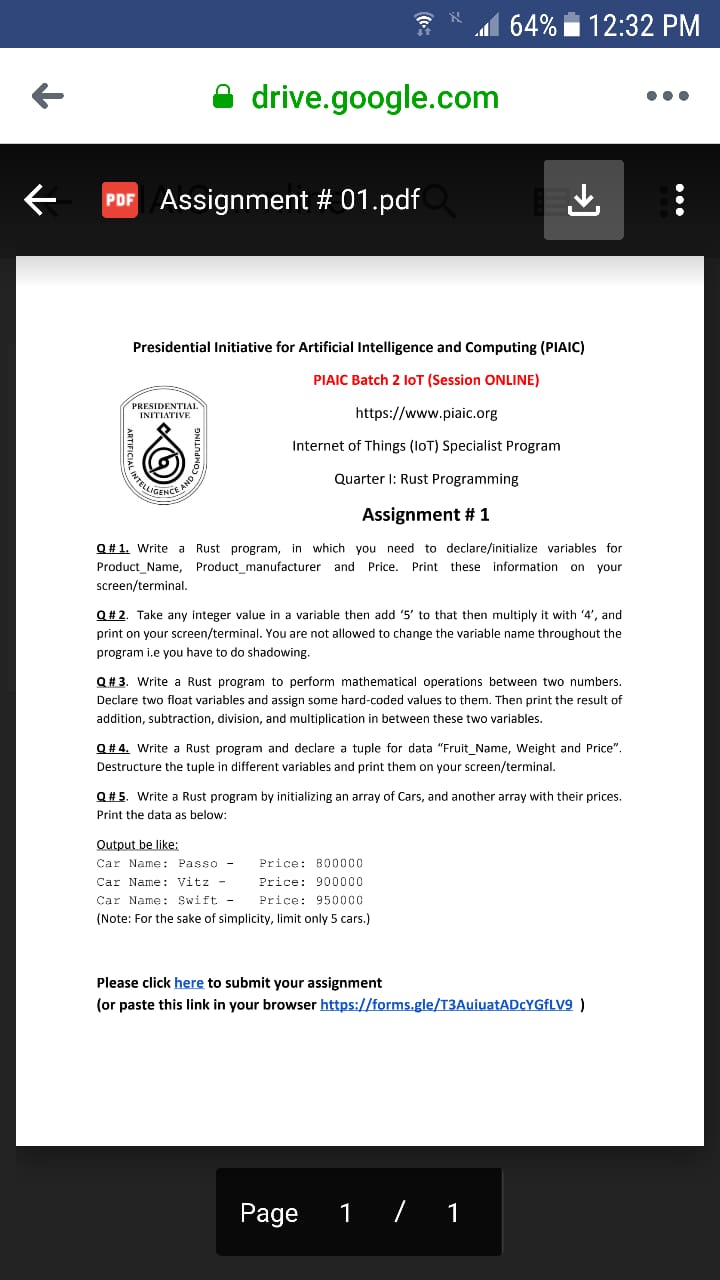 64% 12:32 PM
drive.google.com
PDF Assignment # 01.pdf
Presidential Initiative for Artificial Intelligence and Computing (PIAIC)
PIAIC Batch 2 IoT (Session ONLINE)
PRESIDENTIAL
INITIATIVE
ARTIFICIAL INTELLIGENCE AND COMPUTING
https://www.piaic.org
Internet of Things (IoT) Specialist Program
Quarter I: Rust Programming
Assignment # 1
Q # 1. Write a Rust program, in which you need to declare/initialize variables for
Product_Name, Product_manufacturer and Price. Print these information on your
screen/terminal.
Q # 2. Take any integer value in a variable then add ‘5’ to that then multiply it with ‘4’, and
print on your screen/terminal. You are not allowed to change the variable name throughout the
program i.e you have to do shadowing.
Q # 3. Write a Rust program to perform mathematical operations between two numbers.
Declare two float variables and assign some hard-coded values to them. Then print the result of
addition, subtraction, division, and multiplication in between these two variables.
Q # 4. Write a Rust program and declare a tuple for data “Fruit_Name, Weight and Price”.
Destructure the tuple in different variables and print them on your screen/terminal.
Q # 5. Write a Rust program by initializing an array of Cars, and another array with their prices.
Print the data as below:
Output be like:
Car Name: Passo - Price: 800000
Car Name: Vitz - Price: 900000
Car Name: Swift - Price: 950000
(Note: For the sake of simplicity, limit only 5 cars.)
Please click here to submit your assignment
(or paste this link in your browser https://forms.gle/T3AuiuatADcYGfLV9 )
Page 1 / 1